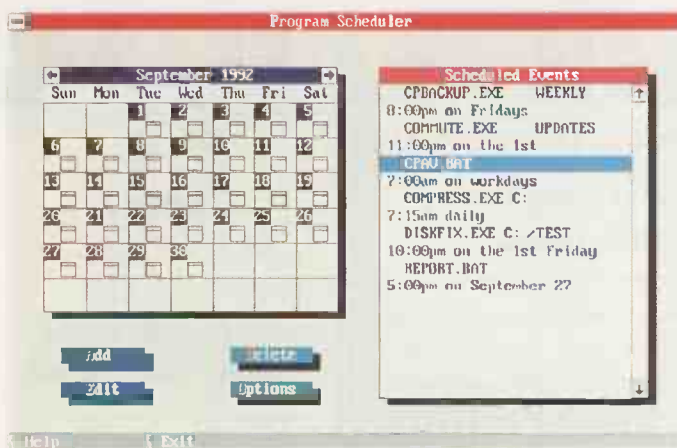 Program Scheduler
September 1992
Sun Mon Tue Wed Thu Fri Sat
1 2 3 4 5
6 7 8 9 10 11 12
13 14 15 16 17 18 19
20 21 22 23 24 25 26
27 28 29 30
Scheduled Events
CPBACKUP.EXE WEEKLY
8:00pm on Fridays
COMMUTE.EXE UPDATES
11:00pm on the 1st
CPAV.BAT
7:00am on workdays
COMPRESS.EXE C:
7:15am daily
DISKFIX.EXE C: /TEST
10:00pm on the 1st Friday
REPORT.BAT
5:00pm on September 27
Add Delete
Edit Options
Help Exit